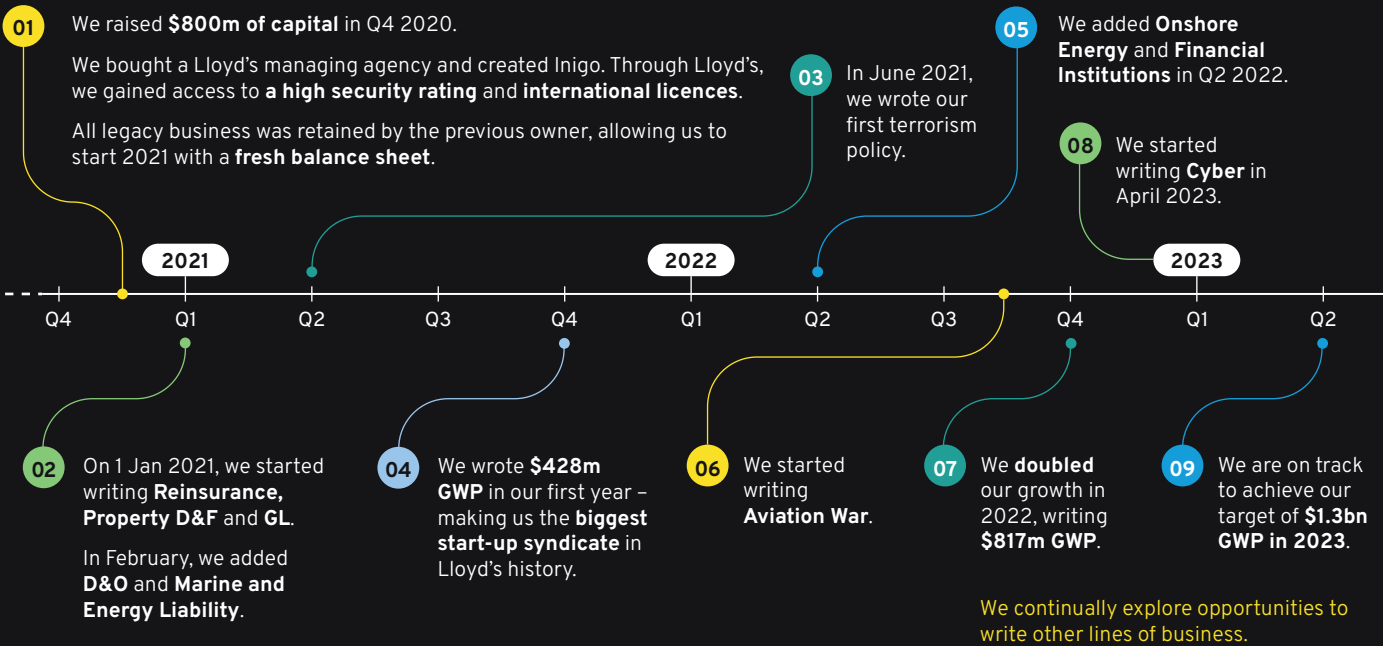 01
We raised $800m of capital in Q4 2020.
We bought a Lloyd’s managing agency and created Inigo. Through Lloyd’s,
we gained access to a high security rating and international licences.
All legacy business was retained by the previous owner, allowing us to
start 2021 with a fresh balance sheet.
03
In June 2021,
we wrote our
first terrorism
policy.
05
We added Onshore
Energy and Financial
Institutions in Q2 2022.
08
We started
writing Cyber in
April 2023.
2021
2022
2023
Q4
Q1
Q2
Q3
Q4
Q1
Q2
Q3
Q4
Q1
Q2
02
On 1 Jan 2021, we started
writing Reinsurance,
Property D&F and GL.
In February, we added
D&O and Marine and
Energy Liability.
04
We wrote $428m
GWP in our first year –
making us the biggest
start-up syndicate in
Lloyd’s history.
06
We started
writing
Aviation War.
07
We doubled
our growth in
2022, writing
$817m GWP.
09
We are on track
to achieve our
target of $1.3bn
GWP in 2023.
We continually explore opportunities to
write other lines of business.